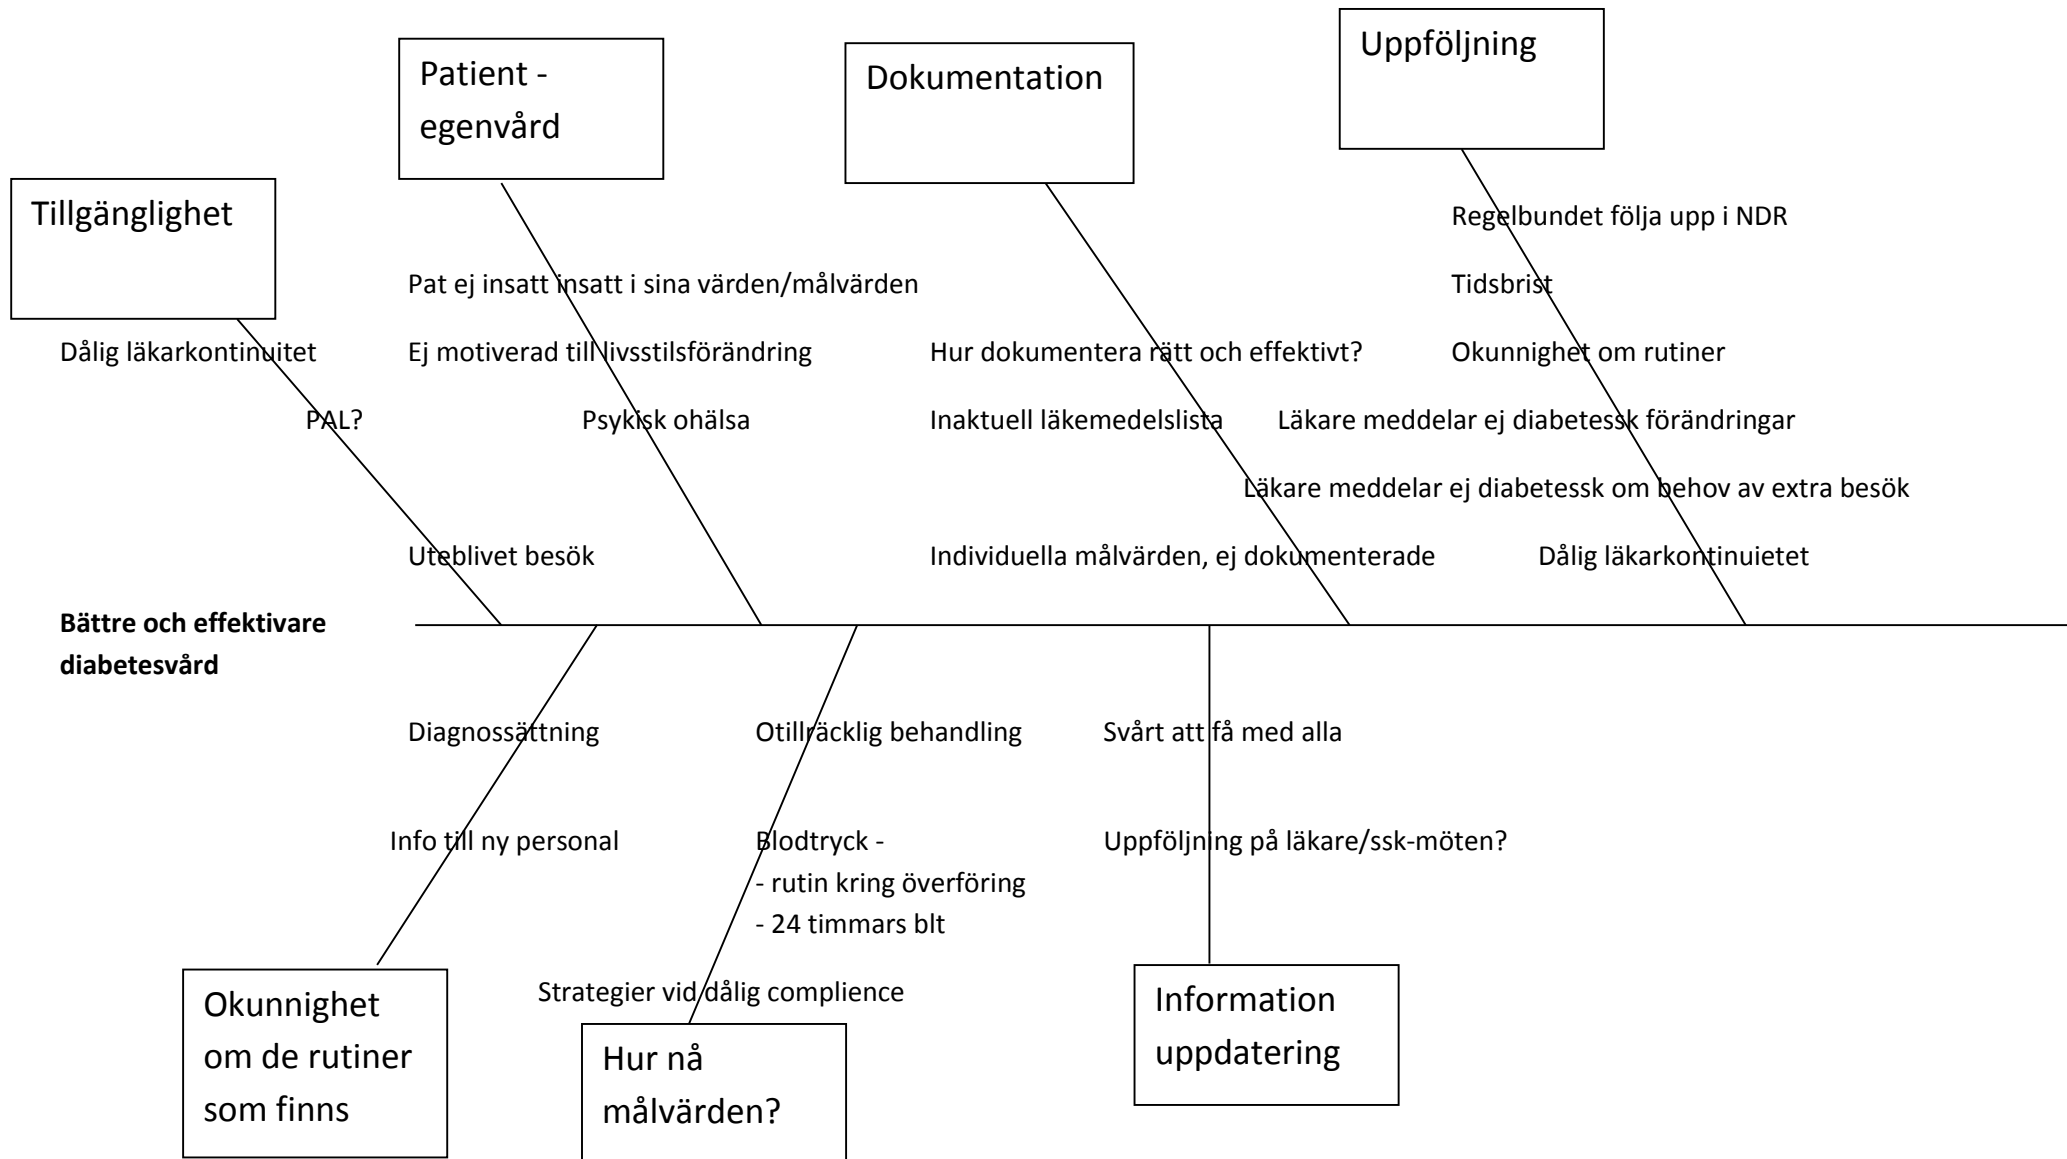 Uppföljning
Patient -
egenvård
Dokumentation
Tillgänglighet
Regelbundet följa upp i NDR
Pat ej insatt insatt i sina värden/målvärden
Tidsbrist
Dålig läkarkontinuitet
Ej motiverad till livsstilsförändring
Hur dokumentera rätt och effektivt?
Okunnighet om rutiner
PAL?
Psykisk ohälsa
Inaktuell läkemedelslista
Läkare meddelar ej diabetessk förändringar
Läkare meddelar ej diabetessk om behov av extra besök
Uteblivet besök
Individuella målvärden, ej dokumenterade
Dålig läkarkontinuietet
Bättre och effektivare
diabetesvård
Diagnossättning
Otillräcklig behandling
Svårt att få med alla
Info till ny personal
Blodtryck -
- rutin kring överföring
- 24 timmars blt
Uppföljning på läkare/ssk-möten?
Strategier vid dålig complience
Okunnighet
om de rutiner
som finns
Hur nå
målvärden?
Information
uppdatering